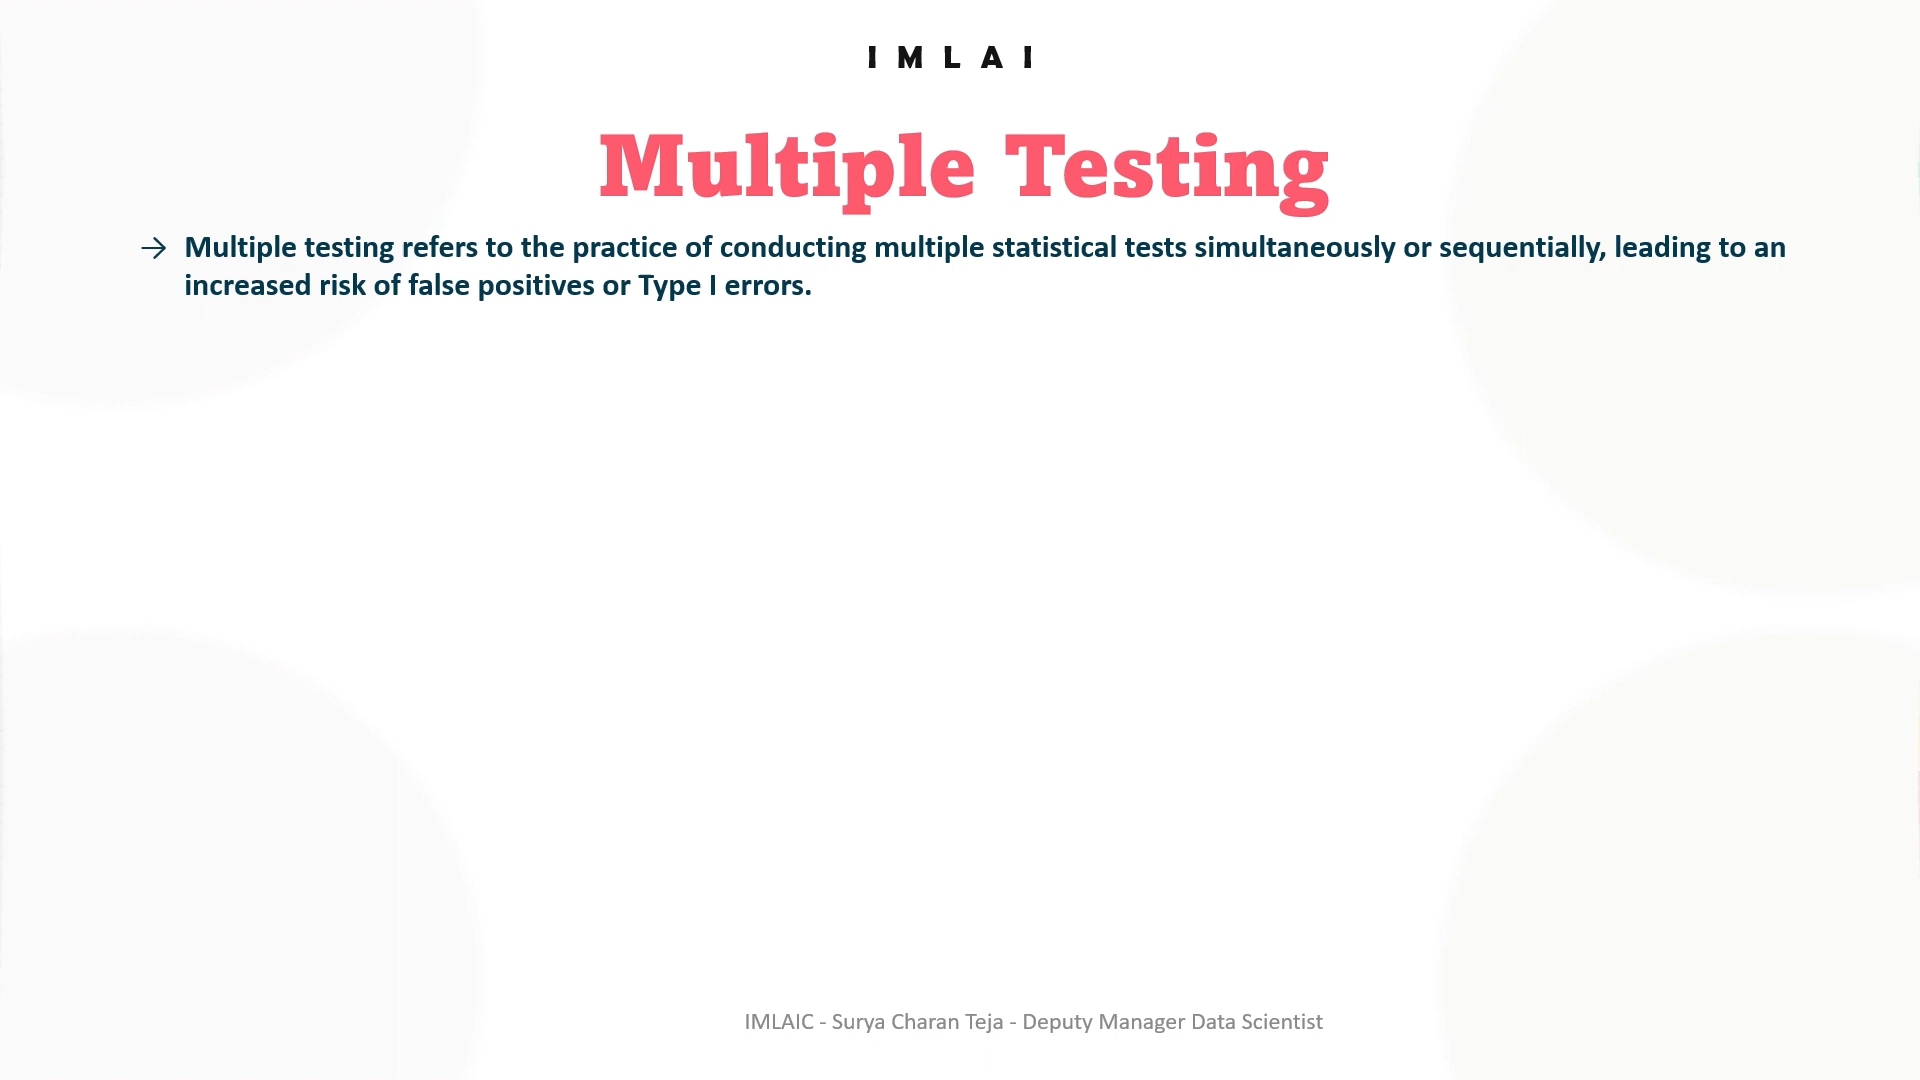 IMLAI
Multiple Testing
→ Multiple testing refers to the practice of conducting multiple statistical tests simultaneously or sequentially, leading to an
increased risk of false positives or Type I errors.
IMLAIC - Surya Charan Teja - Deputy Manager Data Scientist